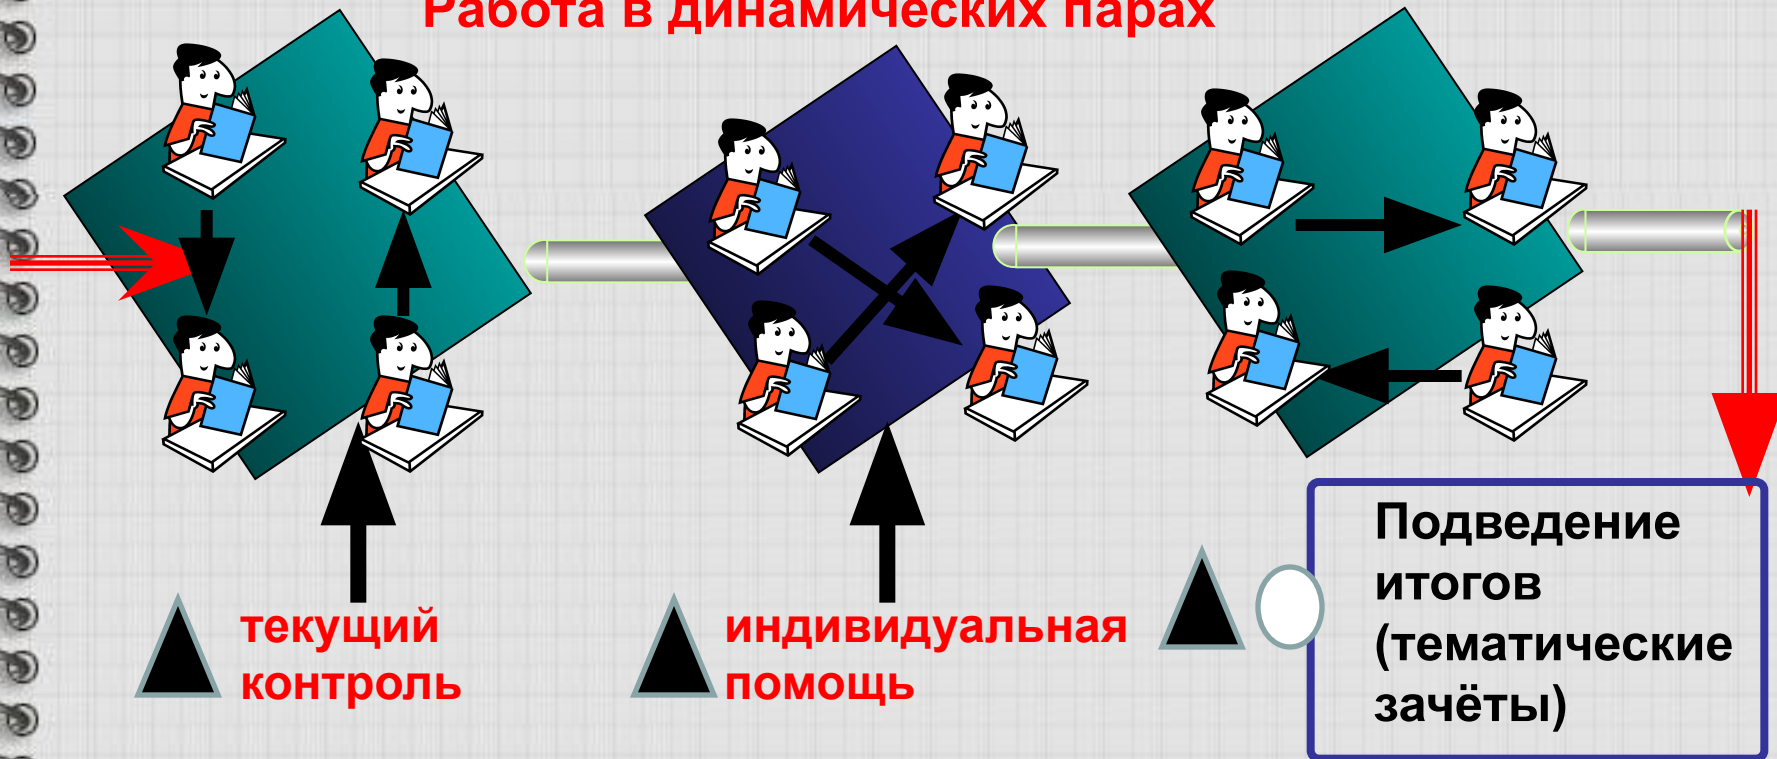 Работа в динамических парах
текущий
контроль
индивидуальная
помощь
Подведение
итогов
(тематические
зачёты)